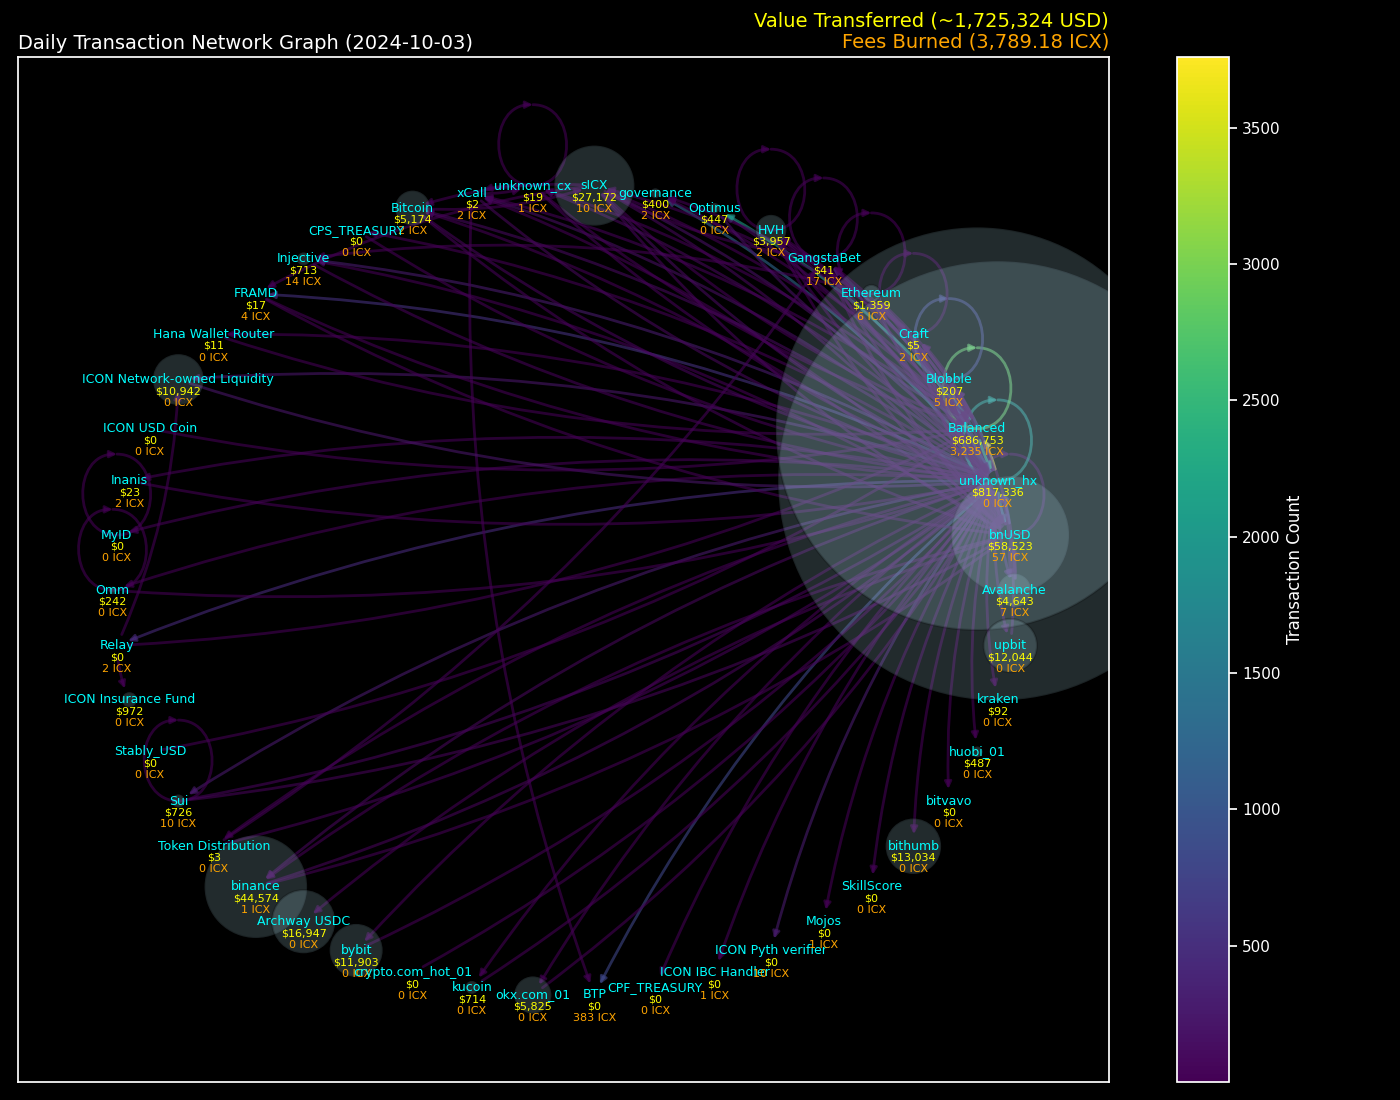 Value Transferred (~1,725,324 USD)
Daily Transaction Network Graph (2024-10-03)
Fees Burned (3,789.18 ICX)
unknown_cx
$19
1 ICX
sICX
$27,172
10 ICX
governance
$400
2 ICX
xCall
$2
2 ICX
Optimus
$447
0 ICX
Bitcoin
$5,174
2 ICX
HVH
$3,957
2 ICX
CPS_TREASURY
$0
0 ICX
GangstaBet
$41
17 ICX
Injective
$713
14 ICX
Ethereum
$1,359
6 ICX
FRAMD
$17
4 ICX
Craft
$5
2 ICX
Hana Wallet Router
$11
0 ICX
Blobble
$207
5 ICX
ICON Network-owned Liquidity
$10,942
0 ICX
Balanced
$686,753
3,235 ICX
ICON USD Coin
$0
0 ICX
unknown_hx
$817,336
0 ICX
Inanis
$23
2 ICX
bnUSD
$58,523
57 ICX
MyID
$0
0 ICX
Avalanche
$4,643
7 ICX
Omm
$242
0 ICX
upbit
$12,044
0 ICX
Relay
$0
2 ICX
kraken
$92
0 ICX
ICON Insurance Fund
$972
0 ICX
huobi_01
$487
0 ICX
Stably_USD
$0
0 ICX
bitvavo
$0
0 ICX
Sui
$726
10 ICX
bithumb
$13,034
0 ICX
Token Distribution
$3
0 ICX
SkillScore
$0
0 ICX
binance
$44,574
1 ICX
Mojos
$0
1 ICX
Archway USDC
$16,947
0 ICX
ICON Pyth verifier
$0
10 ICX
bybit
$11,903
0 ICX
ICON IBC Handler
$0
1 ICX
crypto.com_hot_01
$0
0 ICX
CPF_TREASURY
$0
0 ICX
kucoin
$714
0 ICX
BTP
$0
383 ICX
okx.com_01
$5,825
0 ICX
3500
3000
2500
2000
1500
1000
500
Transaction Count